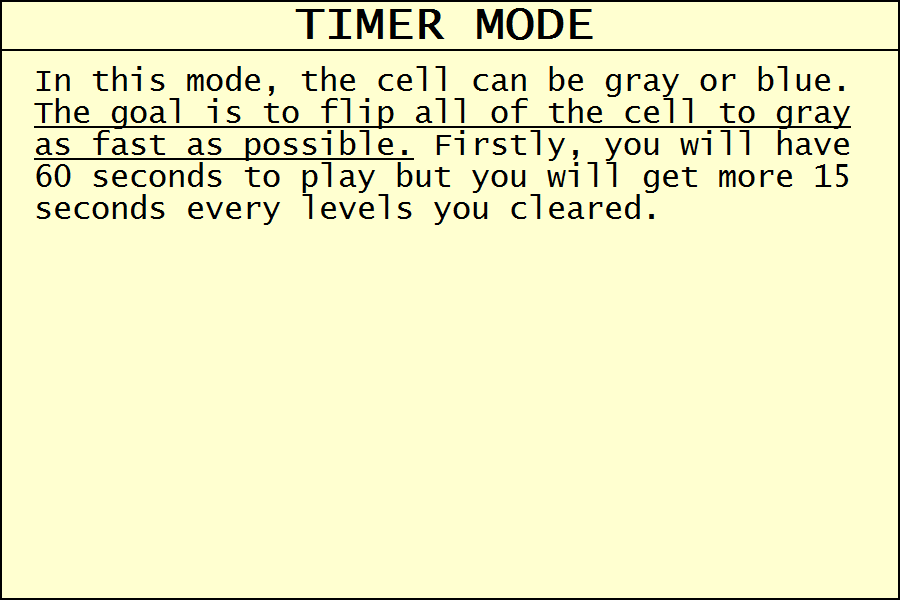 TIMER MODE
In this mode, the cell can be gray or blue.
The goal is to flip all of the cell to gray
as fast as possible. Firstly, you will have
60 seconds to play but you will get more 15
seconds every levels you cleared.